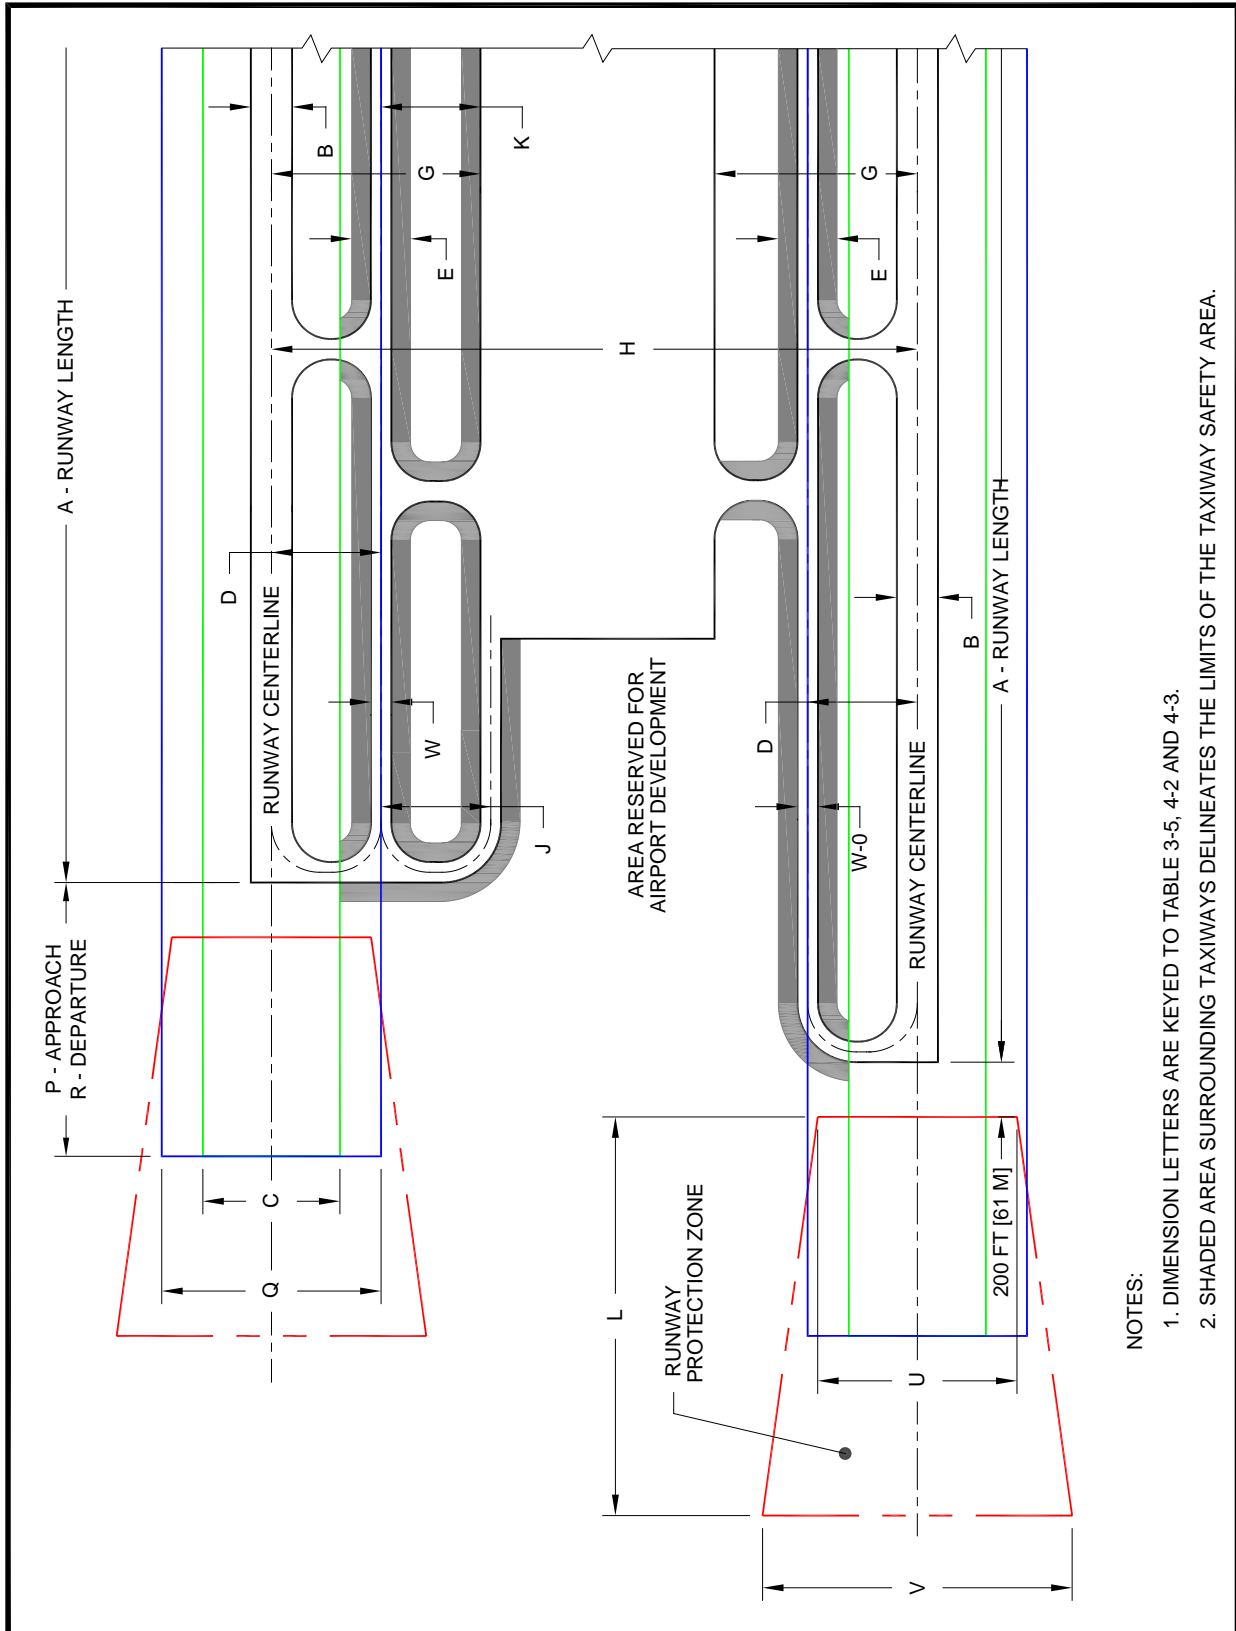 A - RUNWAY LENGTH
P - APPROACH
R - DEPARTURE
D
RUNWAY CENTERLINE
B
G
K
E
W
J
H
C
Q
AREA RESERVED FOR
AIRPORT DEVELOPMENT
G
E
D
W-0
RUNWAY CENTERLINE
B
A - RUNWAY LENGTH
L
RUNWAY
PROTECTION ZONE
U
200 FT [61 M]
V
NOTES:
1. DIMENSION LETTERS ARE KEYED TO TABLE 3-5, 4-2 AND 4-3.
2. SHADED AREA SURROUNDING TAXIWAYS DELINEATES THE LIMITS OF THE TAXIWAY SAFETY AREA.